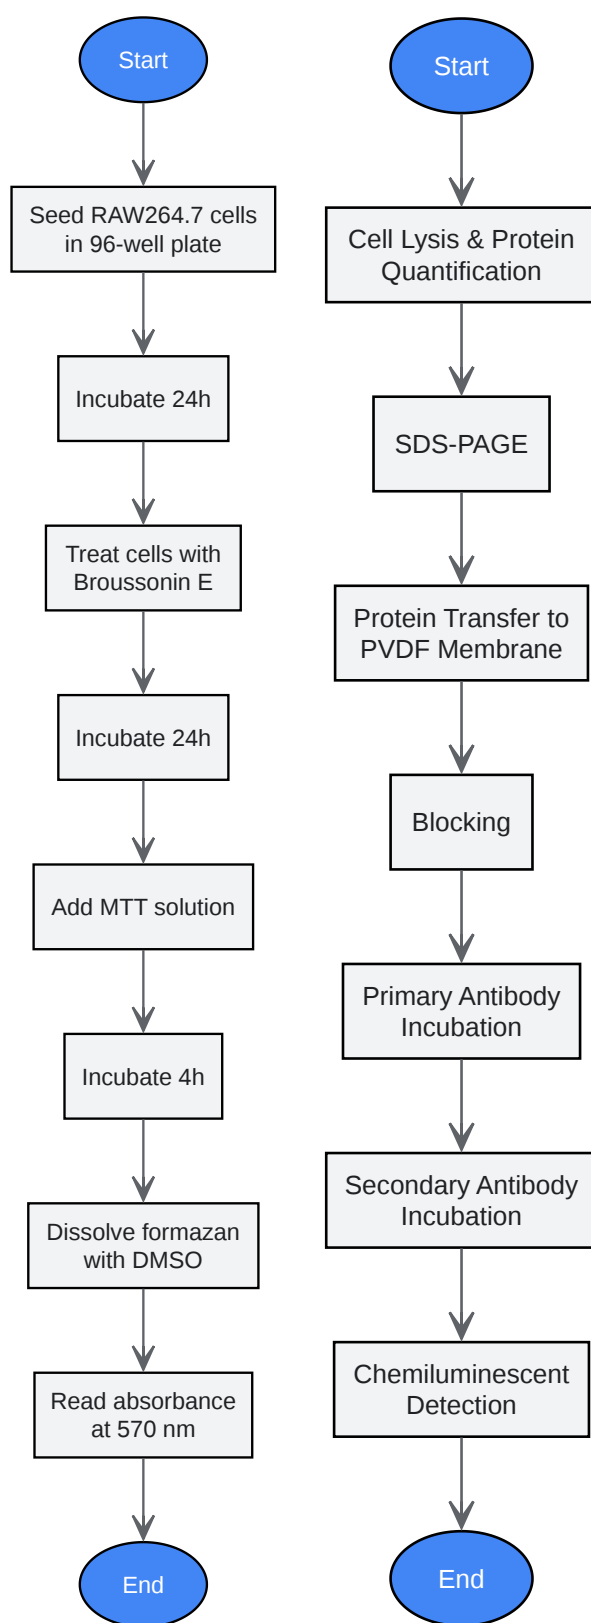 Start
Seed RAW264.7 cells
in 96-well plate
Incubate 24h
Treat cells with
Broussonin E
Incubate 24h
Add MTT solution
Incubate 4h
Dissolve formazan
with DMSO
Read absorbance
at 570 nm
End
Start
Cell Lysis & Protein
Quantification
SDS-PAGE
Protein Transfer to
PVDF Membrane
Blocking
Primary Antibody
Incubation
Secondary Antibody
Incubation
Chemiluminescent
Detection
End